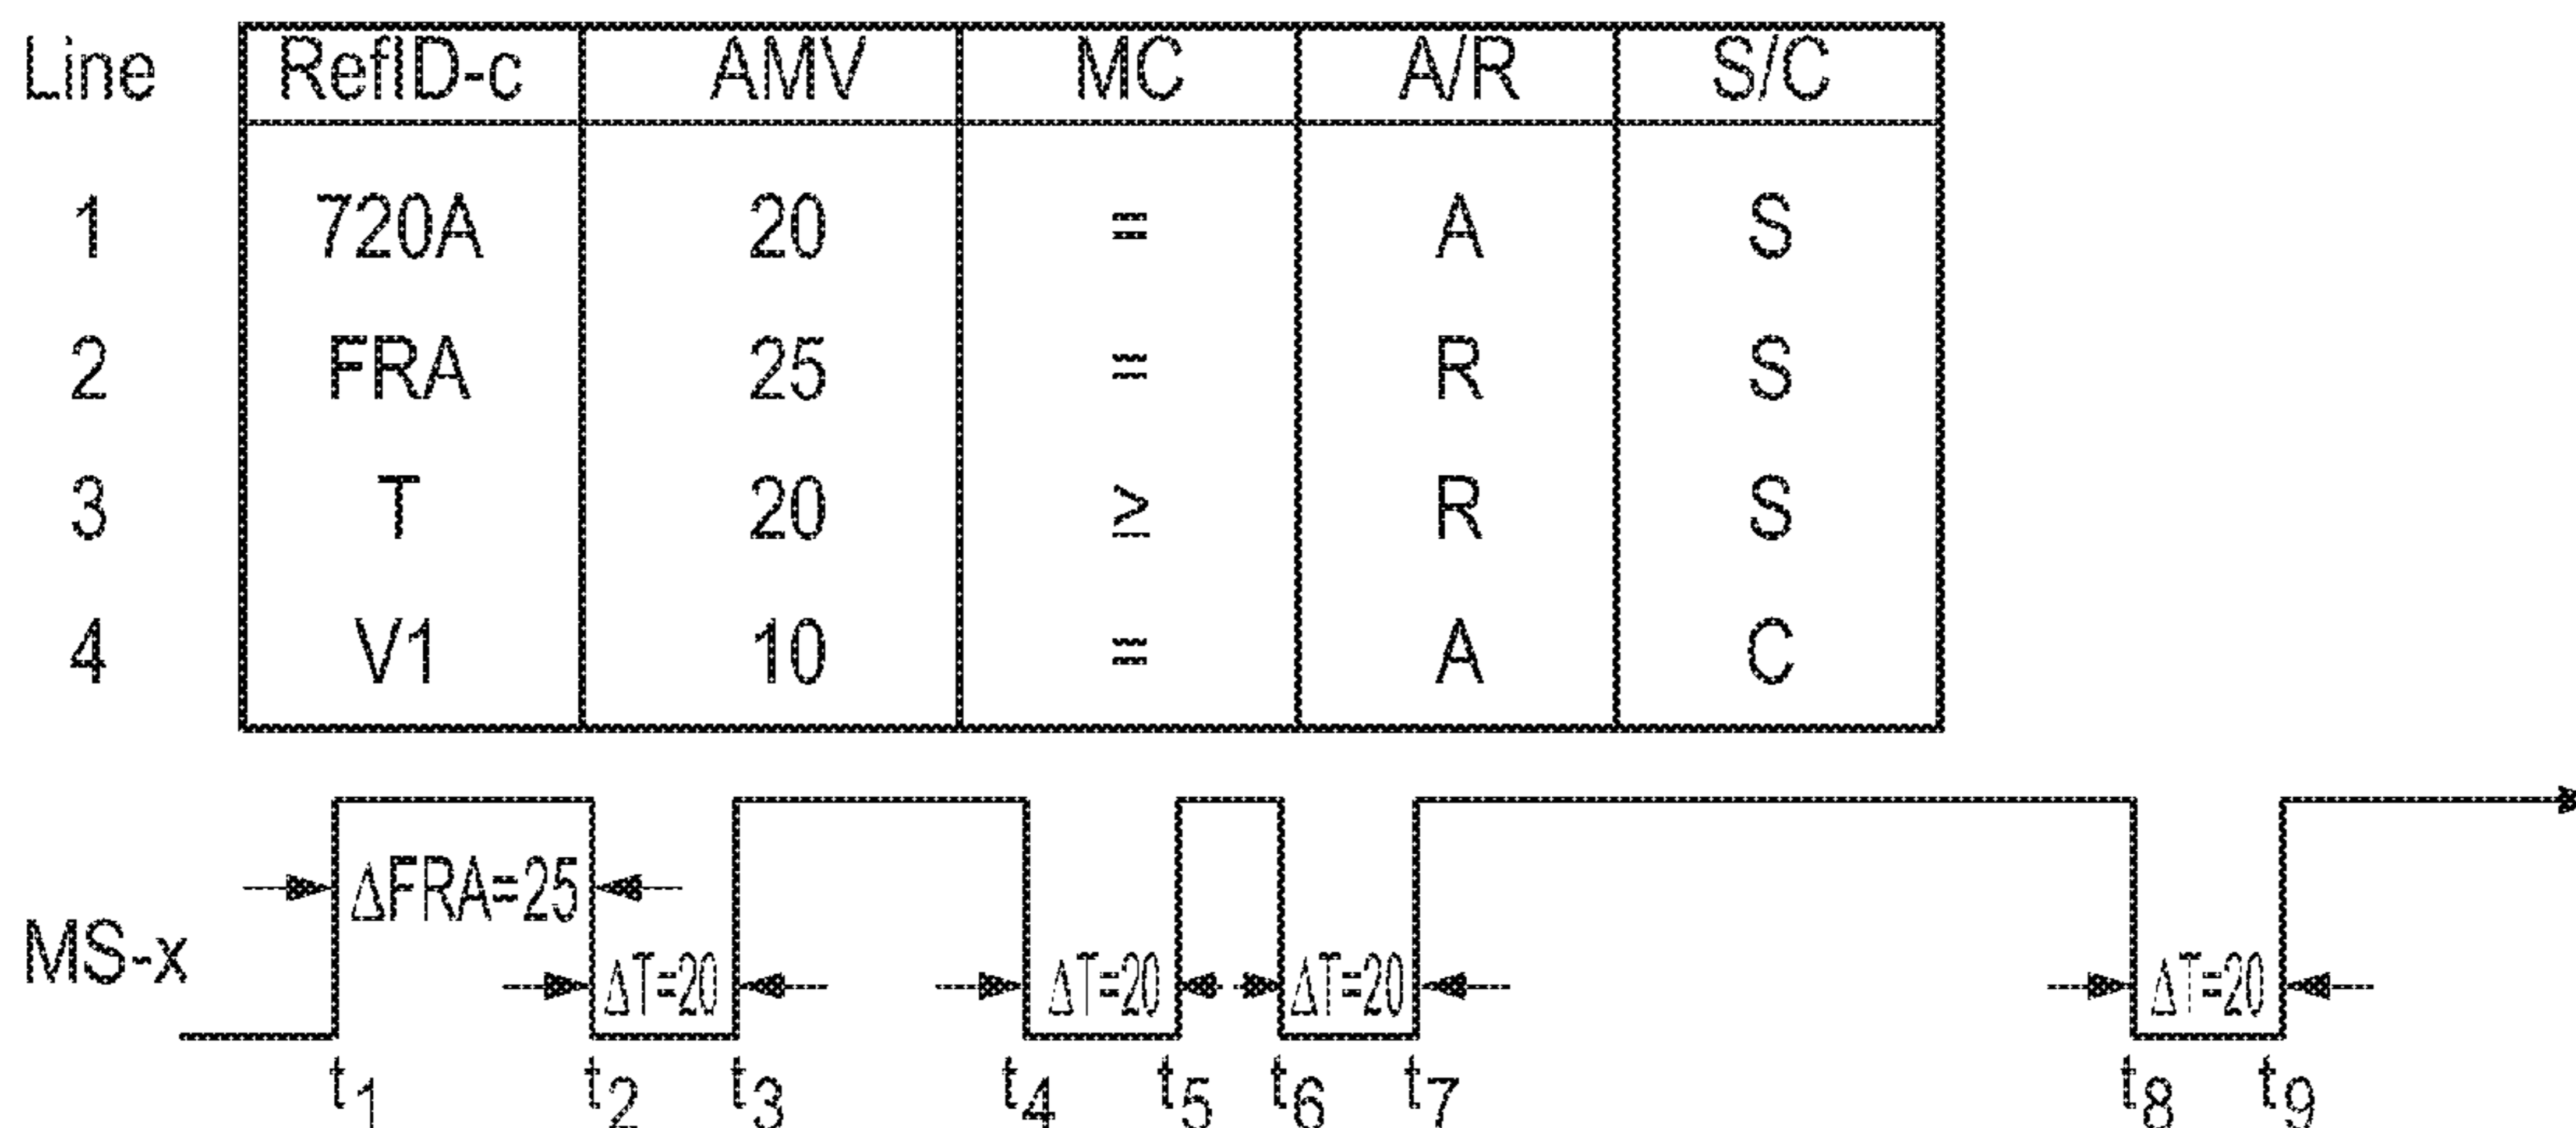 Line RefID-c AMV MC A/R S/C
1 720A 20 = A S
2 FRA 25 = R S
3 T 20 ≥ R S
4 V1 10 = A C
ΔFRA=25
MS-x ΔT=20 ΔT=20 ΔT=20 ΔT=20
t1 t2 t3 t4 t5 t6 t7 t8 t9